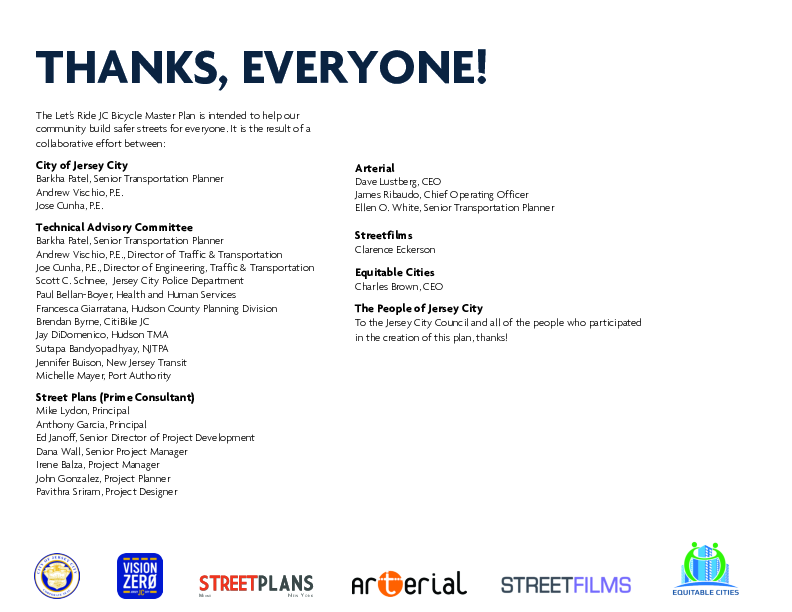 THANKS, EVERYONE!
The Let's Ride JC Bicycle Master Plan is intended to help our
community build safer streets for everyone. It is the result of a
collaborative effort between:
City of Jersey City
Barkha Patel, Senior Transportation Planner
Andrew Vischio, P.E.
Jose Cunha, P.E.
Technical Advisory Committee
Barkha Patel, Senior Transportation Planner
Andrew Vischio, P.E., Director of Traffic & Transportation
Joe Cunha, P.E., Director of Engineering, Traffic & Transportation
Scott C. Schnee, Jersey City Police Department
Paul Bellan-Boyer, Health and Human Services
Francesca Giarratana, Hudson County Planning Division
Brendan Byrne, CitiBike JC
Jay DiDomenico, Hudson TMA
Sutapa Bandyopadhyay, NJTPA
Jennifer Buison, New Jersey Transit
Michelle Mayer, Port Authority
Street Plans (Prime Consultant)
Mike Lydon, Principal
Anthony Garcia, Principal
Ed Janoff, Senior Director of Project Development
Dana Wall, Senior Project Manager
Irene Balza, Project Manager
John Gonzalez, Project Planner
Pavithra Sriram, Project Designer
Arterial
Dave Lustberg, CEO
James Ribaudo, Chief Operating Officer
Ellen O. White, Senior Transportation Planner
Streetfilms
Clarence Eckerson
Equitable Cities
Charles Brown, CEO
The People of Jersey City
To the Jersey City Council and all of the people who participated
in the creation of this plan, thanks!
VISION
ZERØ
JC
STREETPLANS
New York
Arterial
STREETFILMS
EQUITABLE CITIES